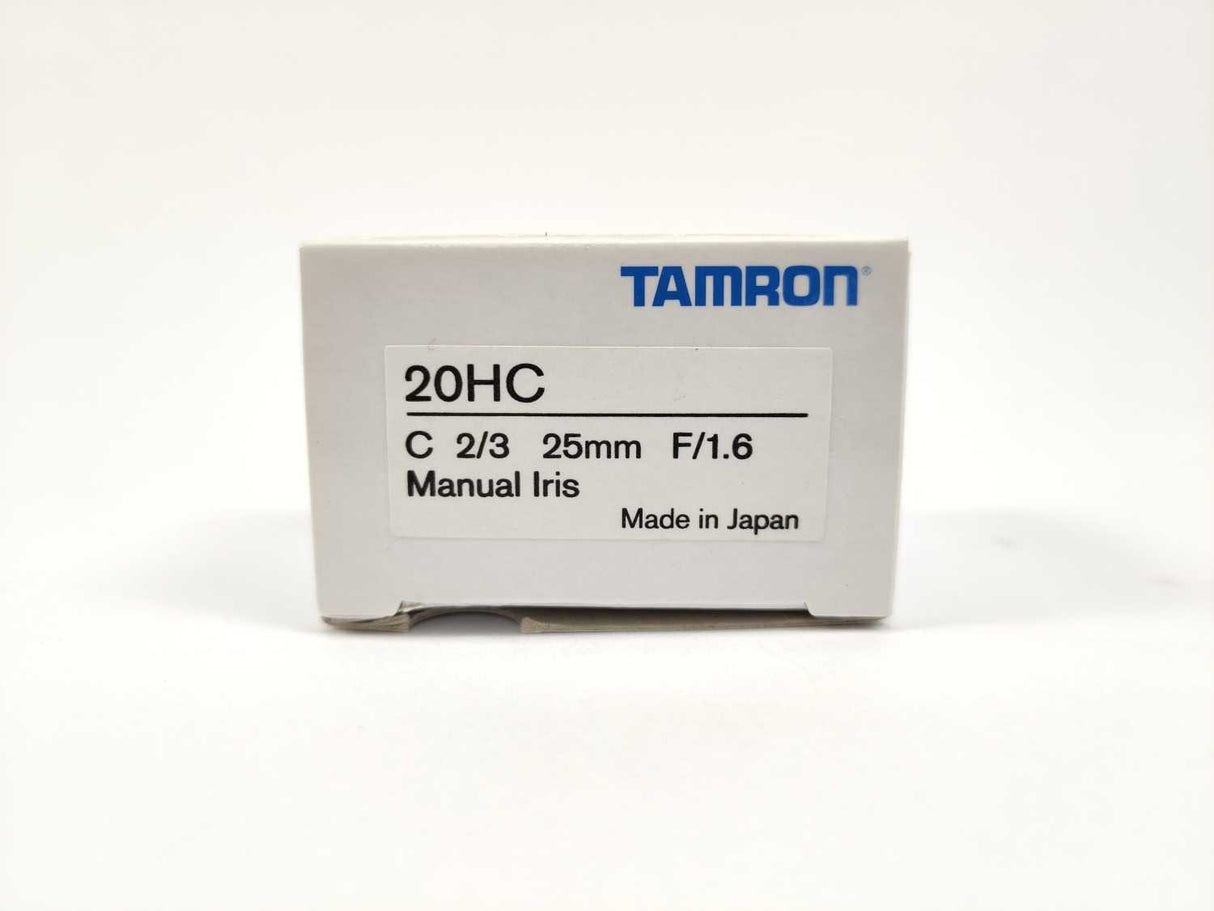 TAMRON®
20HC
C 2/3 25mm F/1.6
Manual Iris
Made in Japan